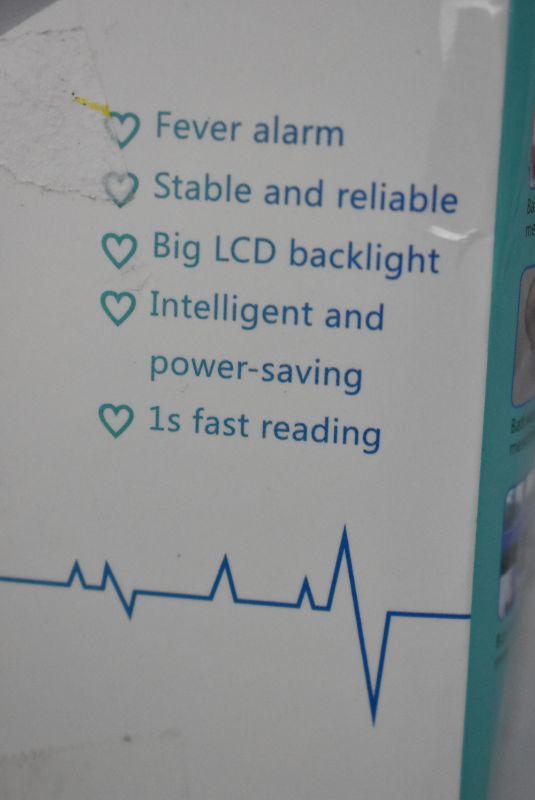 Fever alarm
Stable and reliable
Big LCD backlight
Intelligent and
power-saving
1s fast reading